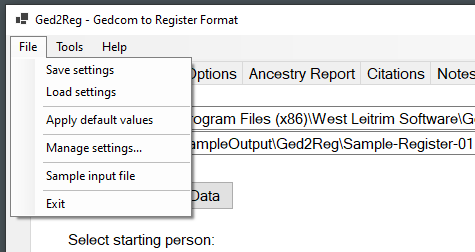 Ged2Reg - Gedcom to Register Format
File Tools Help
Save settings
Load settings
Apply default values
Manage settings...
Sample input file
Exit
Options Ancestry Report Citations Notes
Program Files (x86)\West Leitrim Software\Ge
ampleOutput\Ged2Reg\Sample-Register-01
Data
Select starting person: